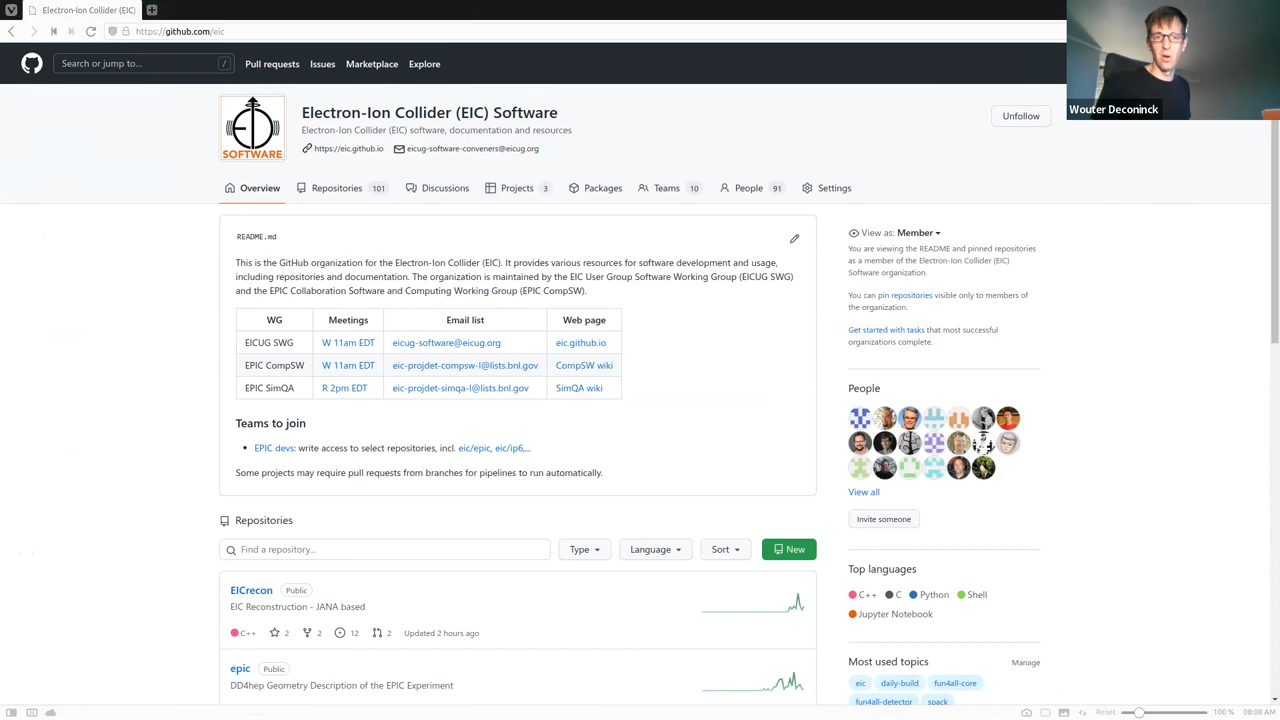 Electron-Ion Collider (EIC)
https://github.com/eic
Search or jump to...
/
Pull requests
Issues
Marketplace
Explore
Wouter Deconinck
EIC
SOFTWARE
Electron-Ion Collider (EIC) Software
Electron-Ion Collider (EIC) software, documentation and resources
https://eic.github.io
eicug-software-conveners@eicug.org
Unfollow
Overview
Repositories 101
Discussions
Projects 3
Packages
Teams 10
People 91
Settings
README.md
This is the GitHub organization for the Electron-Ion Collider (EIC). It provides various resources for software development and usage,
including repositories and documentation. The organization is maintained by the EIC User Group Software Working Group (EICUG SWG)
and the EPIC Collaboration Software and Computing Working Group (EPIC CompSW).
WG Meetings Email list Web page
EICUG SWG W 11am EDT eicug-software@eicug.org eic.github.io
EPIC CompSW W 11am EDT eic-projdet-compsw-l@lists.bnl.gov CompSW wiki
EPIC SimQA R 2pm EDT eic-projdet-simqa-l@lists.bnl.gov SimQA wiki
Teams to join
• EPIC devs: write access to select repositories, incl. eic/epic, eic/ip6,...
Some projects may require pull requests from branches for pipelines to run automatically.
Repositories
Find a repository...
Type
Language
Sort
New
EICrecon Public
EIC Reconstruction - JANA based
C++ 2 2 12 2 Updated 2 hours ago
epic Public
DD4hep Geometry Description of the EPIC Experiment
View as: Member
You are viewing the README and pinned repositories
as a member of the Electron-Ion Collider (EIC)
Software organization.
You can pin repositories visible only to members of
the organization.
Get started with tasks that most successful
organizations complete.
People
View all
Invite someone
Top languages
C++ C Python Shell
Jupyter Notebook
Most used topics
Manage
eic daily-build fun4all-core
fun4all-detector spack
Reset
100 %
08:08 AM